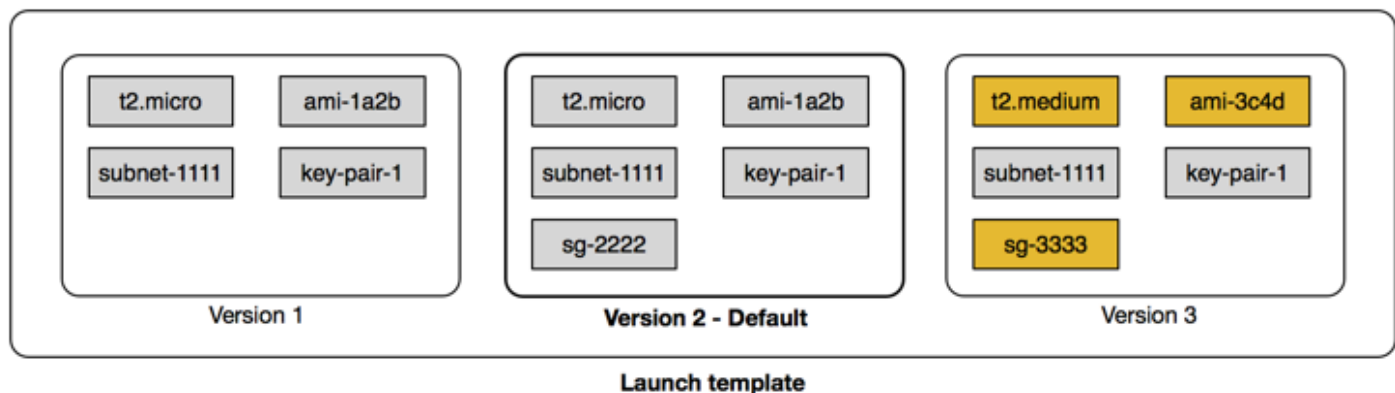 t2.micro
ami-1a2b
subnet-1111
key-pair-1
Version 1
t2.micro
ami-1a2b
subnet-1111
key-pair-1
sg-2222
Version 2 - Default
t2.medium
ami-3c4d
subnet-1111
key-pair-1
sg-3333
Version 3
Launch template